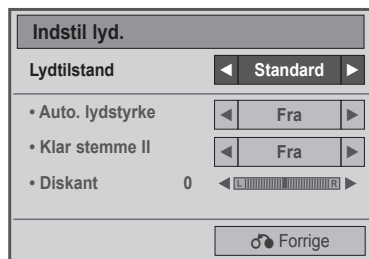 Indstil lyd.
Lydtilstand ◄ Standard ►
• Auto. lydstyrke ◄ Fra ►
• Klar stemme II ◄ Fra ►
• Diskant 0 ◄ L R ►
Forrige